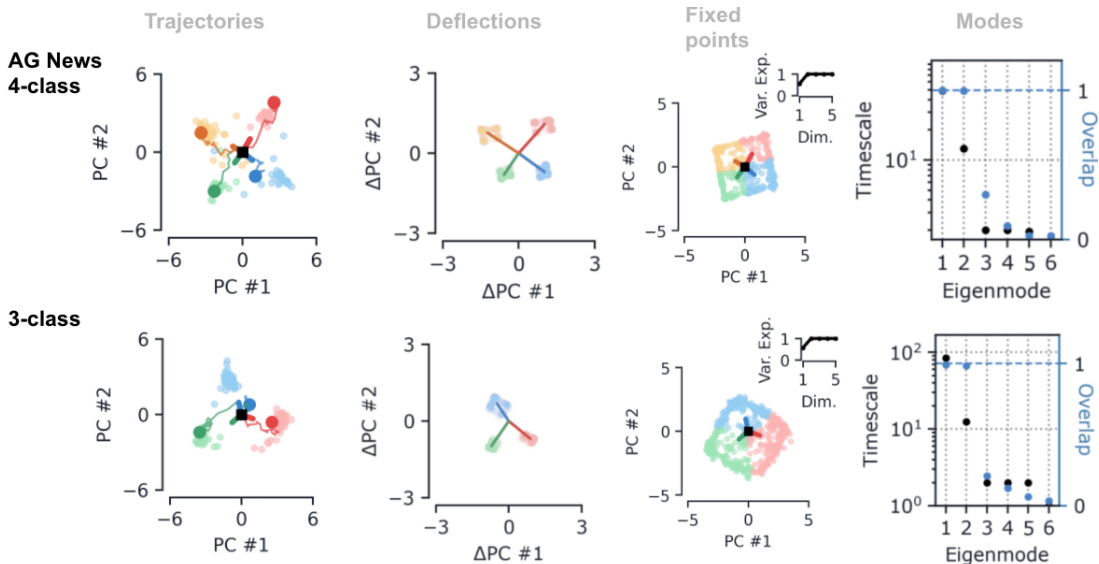 Trajectories Deflections Fixed points Modes
AG News
4-class
6
0
−6
PC #2
−6 0 6
PC #1
3
0
−3
ΔPC #2
−3 0 3
ΔPC #1
Var. Exp.
1
0
1 5
Dim.
5
0
−5
PC #2
−5 0 5
PC #1
Timescale
10¹
1
0
Overlap
1 2 3 4 5 6
Eigenmode
3-class
6
0
−6
PC #2
−6 0 6
PC #1
3
0
−3
ΔPC #2
−3 0 3
ΔPC #1
Var. Exp.
1
0
1 5
Dim.
5
0
−5
PC #2
−5 0 5
PC #1
Timescale
10²
10¹
10⁰
1
0
Overlap
1 2 3 4 5 6
Eigenmode